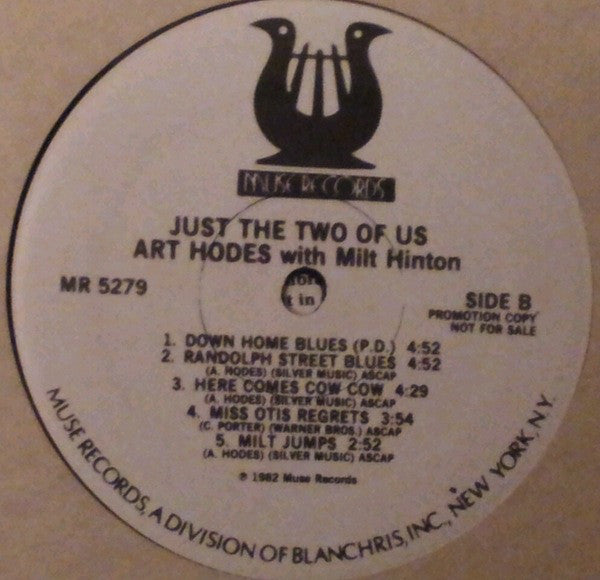 MUSE RECORDS
JUST THE TWO OF US
ART HODES with Milt Hinton
MR 5279
SIDE B
PROMOTION COPY
NOT FOR SALE
1. DOWN HOME BLUES (P.D.) 4:52
2. RANDOLPH STREET BLUES 4:52
(A. HODES) (SILVER MUSIC) ASCAP
3. HERE COMES COW COW 4:29
(A. HODES) (SILVER MUSIC) ASCAP
4. MISS OTIS REGRETS 3:54
(C. PORTER) (WARNER BROS.) ASCAP
5. MILT JUMPS 2:52
(A. HODES) (SILVER MUSIC) ASCAP
℗ 1982 Muse Records
MUSE RECORDS, A DIVISION OF BLANCHRIS, INC., NEW YORK, N.Y.